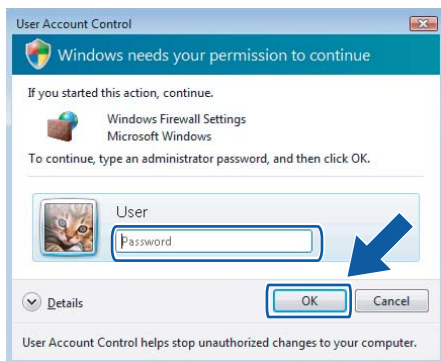 User Account Control
Windows needs your permission to continue
If you started this action, continue.
Windows Firewall Settings
Microsoft Windows
To continue, type an administrator password, and then click OK.
User
Password
Details
OK
Cancel
User Account Control helps stop unauthorized changes to your computer.